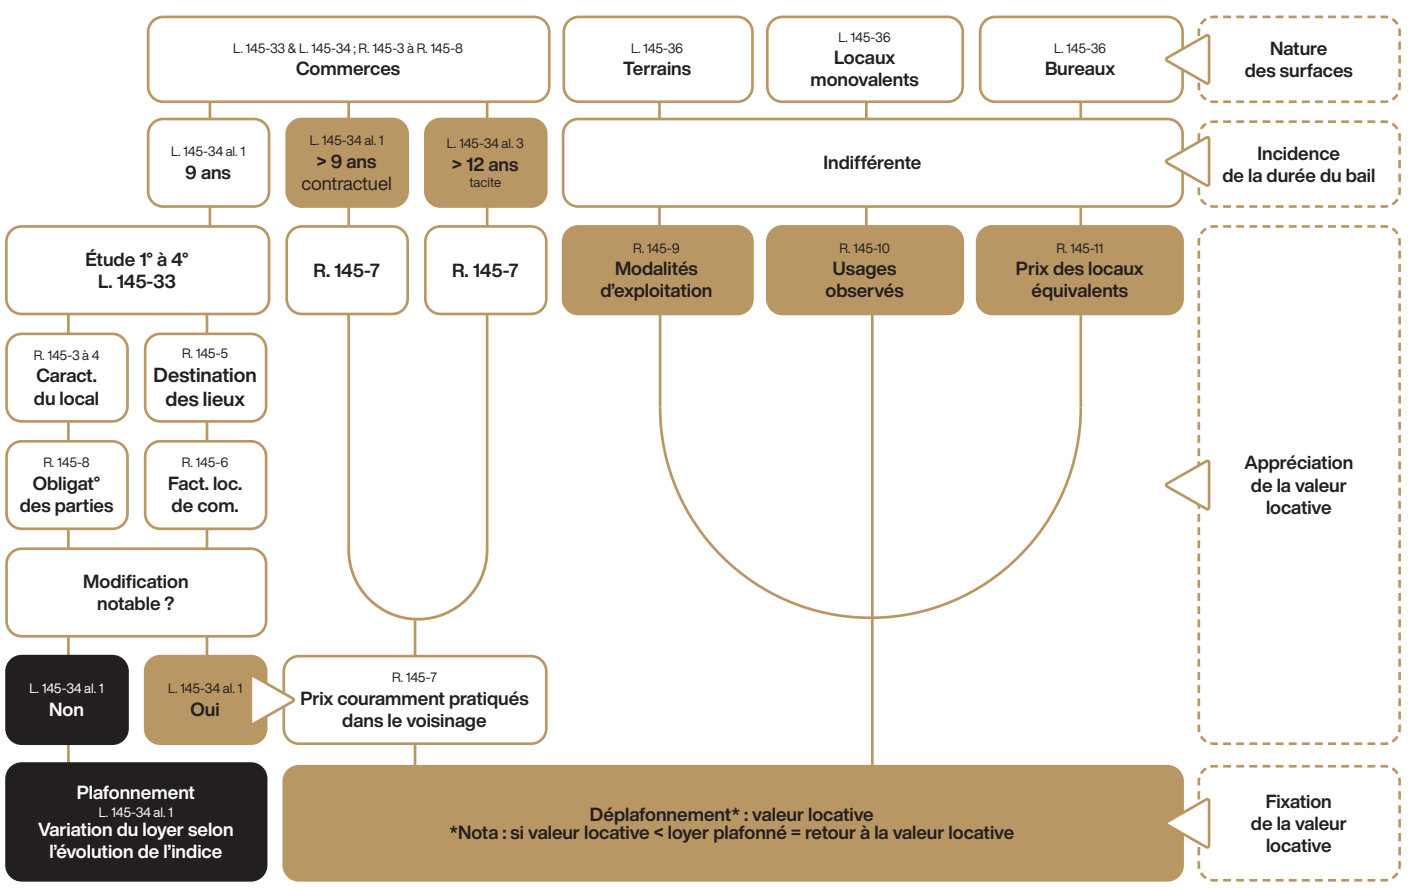 L. 145-33 & L. 145-34 ; R. 145-3 à R. 145-8
Commerces
L. 145-36
Terrains
L. 145-36
Locaux
monovalents
L. 145-36
Bureaux
Nature
des surfaces
L. 145-34 al. 1
9 ans
L. 145-34 al. 1
> 9 ans
contractuel
L. 145-34 al. 3
> 12 ans
tacite
Indifférente
Incidence
de la durée du bail
Étude 1° à 4°
L. 145-33
R. 145-7
R. 145-7
R. 145-9
Modalités
d'exploitation
R. 145-10
Usages
observés
R. 145-11
Prix des locaux
équivalents
R. 145-3 à 4
Caract.
du local
R. 145-5
Destination
des lieux
R. 145-8
Obligat°
des parties
R. 145-6
Fact. loc.
de com.
Appréciation
de la valeur
locative
Modification
notable ?
L. 145-34 al. 1
Non
L. 145-34 al. 1
Oui
R. 145-7
Prix couramment pratiqués
dans le voisinage
Plafonnement
L. 145-34 al. 1
Variation du loyer selon
l'évolution de l'indice
Déplafonnement* : valeur locative
*Nota : si valeur locative < loyer plafonné = retour à la valeur locative
Fixation
de la valeur
locative